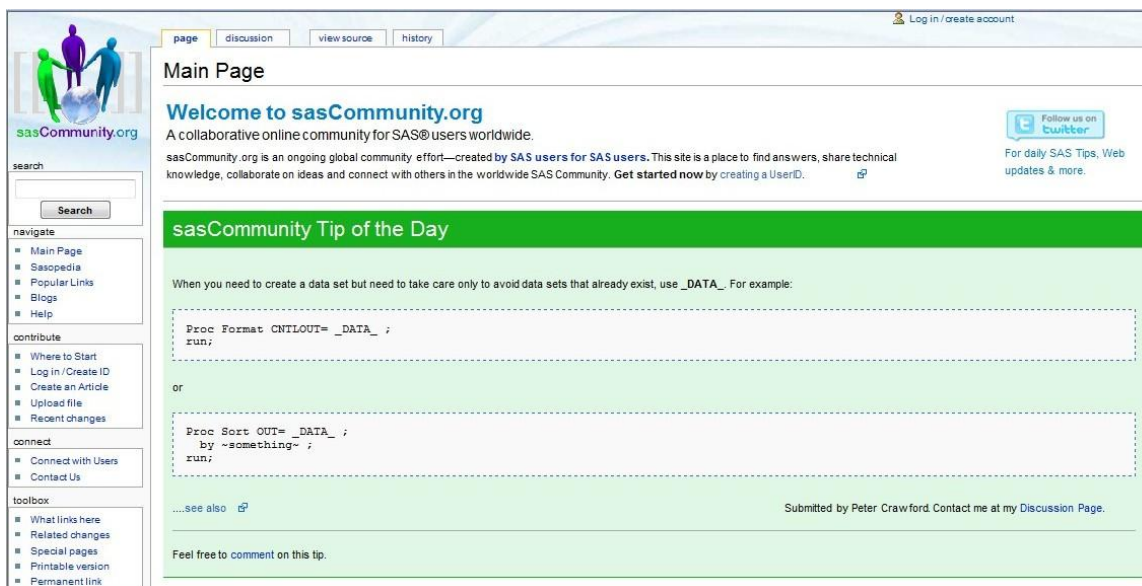 Log in / create account
page
discussion
view source
history
Main Page
Welcome to sasCommunity.org
A collaborative online community for SAS® users worldwide.
sasCommunity.org is an ongoing global community effort—created by SAS users for SAS users. This site is a place to find answers, share technical
knowledge, collaborate on ideas and connect with others in the worldwide SAS Community. Get started now by creating a UserID.
Follow us on
twitter
For daily SAS Tips, Web
updates & more.
sasCommunity.org
search
Search
navigate
Main Page
Sasopedia
Popular Links
Blogs
Help
contribute
Where to Start
Log in / Create ID
Create an Article
Upload file
Recent changes
connect
Connect with Users
Contact Us
toolbox
What links here
Related changes
Special pages
Printable version
Permanent link
sasCommunity Tip of the Day
When you need to create a data set but need to take care only to avoid data sets that already exist, use _DATA_. For example:
Proc Format CNTLOUT= _DATA_ ;
run;
or
Proc Sort OUT= _DATA_ ;
by ~something~ ;
run;
....see also
Submitted by Peter Crawford. Contact me at my Discussion Page.
Feel free to comment on this tip.